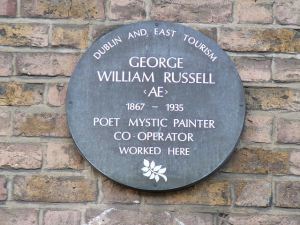 DUBLIN AND EAST TOURISM
GEORGE
WILLIAM RUSSELL
‹AE›
1867 – 1935
POET MYSTIC PAINTER
CO-OPERATOR
WORKED HERE